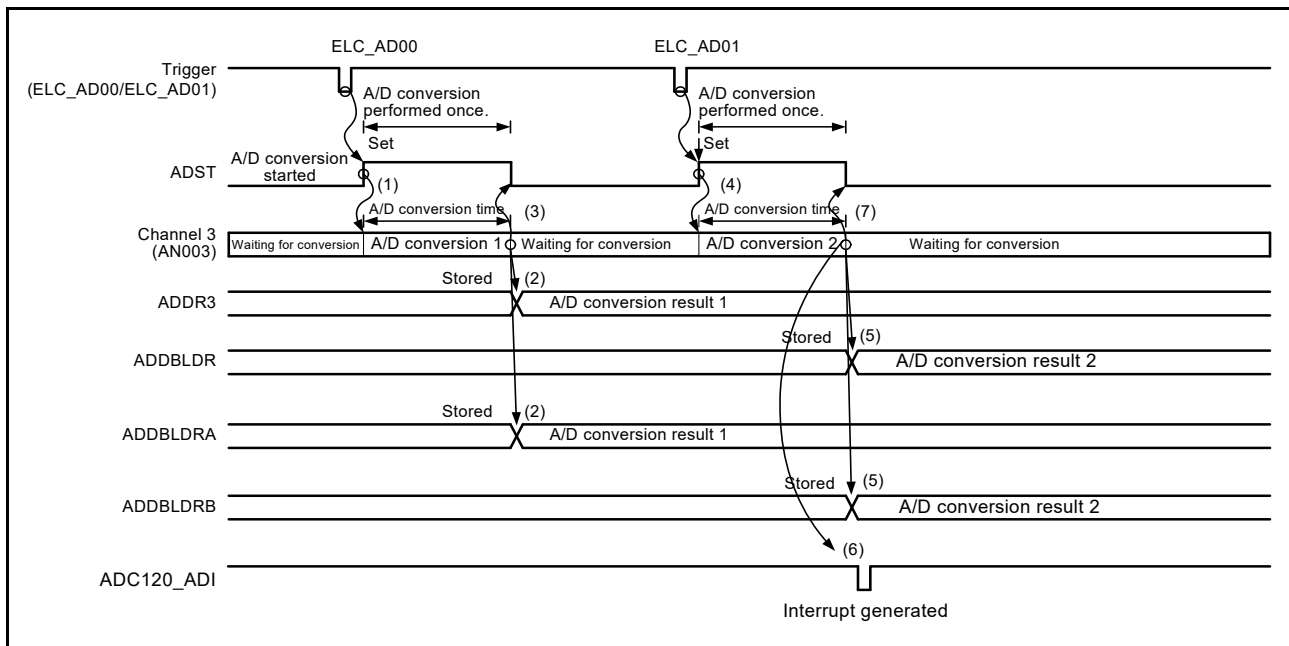 ELC_AD00
ELC_AD01
Trigger
(ELC_AD00/ELC_AD01)
A/D conversion
performed once.
A/D conversion
performed once.
Set
Set
ADST
A/D conversion
started
(1)
(4)
A/D conversion time
(3)
A/D conversion time
(7)
Channel 3
(AN003)
Waiting for conversion
A/D conversion 1
Waiting for conversion
A/D conversion 2
Waiting for conversion
Stored
(2)
ADDR3
A/D conversion result 1
Stored
(5)
ADDBLDR
A/D conversion result 2
Stored
(2)
ADDBLDRA
A/D conversion result 1
Stored
(5)
ADDBLDRB
A/D conversion result 2
(6)
ADC120_ADI
Interrupt generated